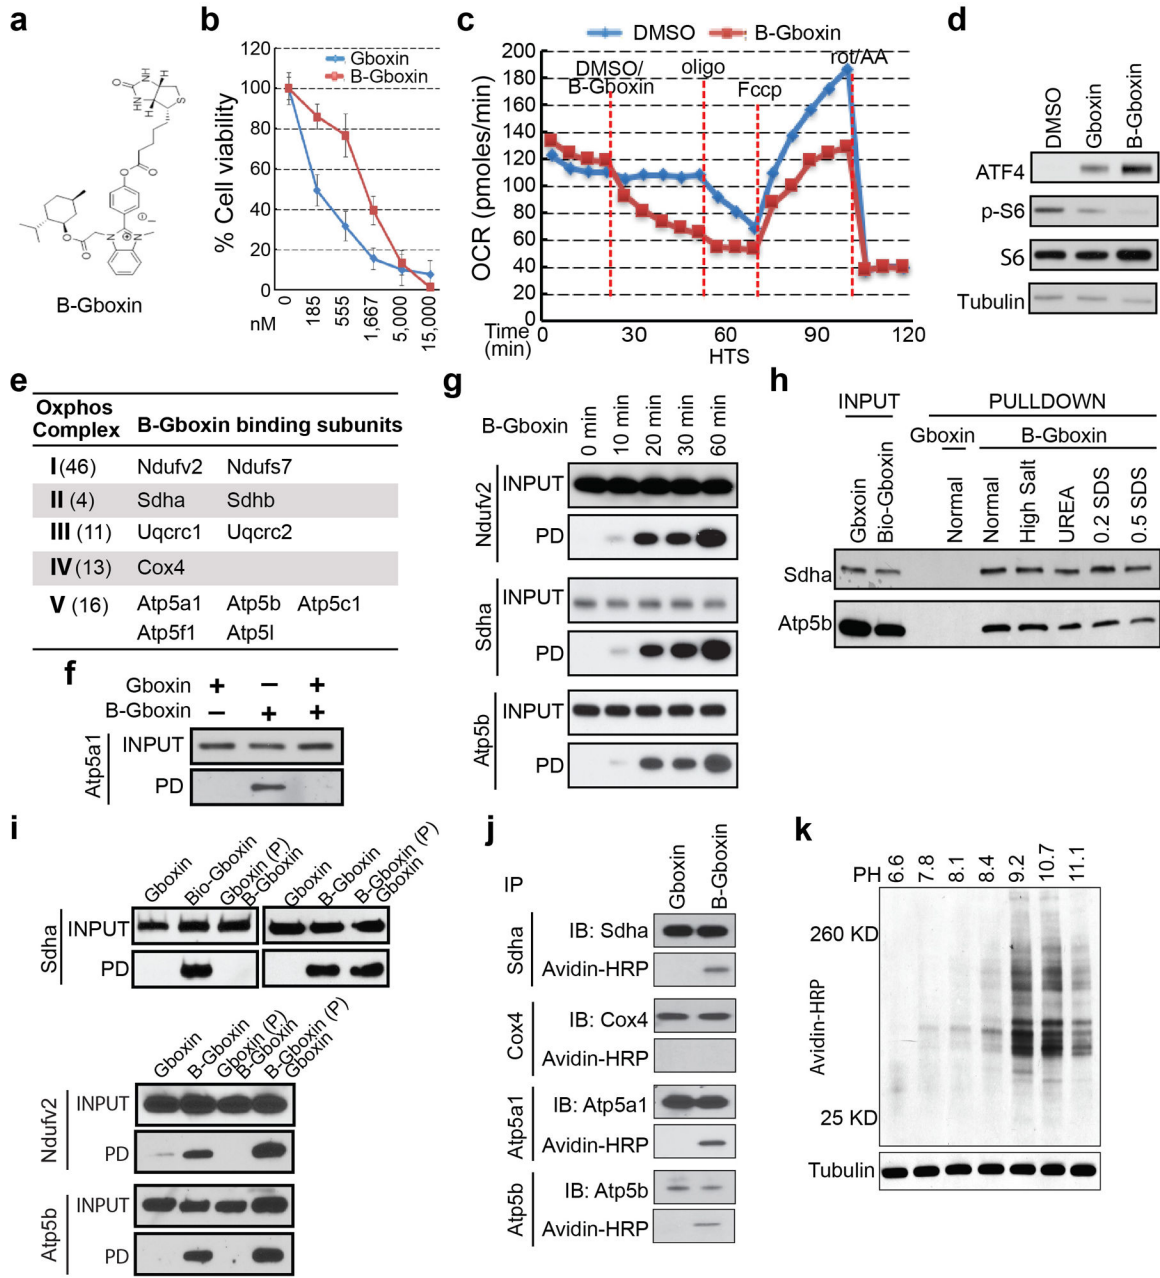 a
B-Gboxin
b
% Cell viability
120
100
80
60
40
20
0
Gboxin
B-Gboxin
nM
0
185
555
1,667
5,000
15,000
c
DMSO
B-Gboxin
OCR (pmoles/min)
200
180
160
140
120
100
80
60
40
20
0
DMSO/
B-Gboxin
oligo
Fccp
rot/AA
Time
(min)
0
30
60
90
120
HTS
d
DMSO
Gboxin
B-Gboxin
ATF4
p-S6
S6
Tubulin
e
Oxphos
Complex
B-Gboxin binding subunits
I (46) Ndufv2 Ndufs7
II (4) Sdha Sdhb
III (11) Uqcrc1 Uqcrc2
IV (13) Cox4
V (16) Atp5a1 Atp5b Atp5c1
Atp5f1 Atp5l
f
Gboxin + − +
B-Gboxin − + +
Atp5a1
INPUT
PD
g
B-Gboxin
0 min
10 min
20 min
30 min
60 min
Ndufv2
INPUT
PD
Sdha
INPUT
PD
Atp5b
INPUT
PD
h
INPUT PULLDOWN
Gboxin B-Gboxin
Gbxoin
Bio-Gboxin
Normal
Normal
High Salt
UREA
0.2 SDS
0.5 SDS
Sdha
Atp5b
i
Gboxin
Bio-Gboxin
Gboxin (P)
B-Gboxin
Gboxin
B-Gboxin
B-Gboxin (P)
Gboxin
Sdha
INPUT
PD
Gboxin
B-Gboxin
Gboxin (P)
B-Gboxin
B-Gboxin (P)
Gboxin
Ndufv2
INPUT
PD
Atp5b
INPUT
PD
j
IP
Gboxin
B-Gboxin
Sdha
IB: Sdha
Avidin-HRP
Cox4
IB: Cox4
Avidin-HRP
Atp5a1
IB: Atp5a1
Avidin-HRP
Atp5b
IB: Atp5b
Avidin-HRP
k
PH
6.6
7.8
8.1
8.4
9.2
10.7
11.1
260 KD
Avidin-HRP
25 KD
Tubulin